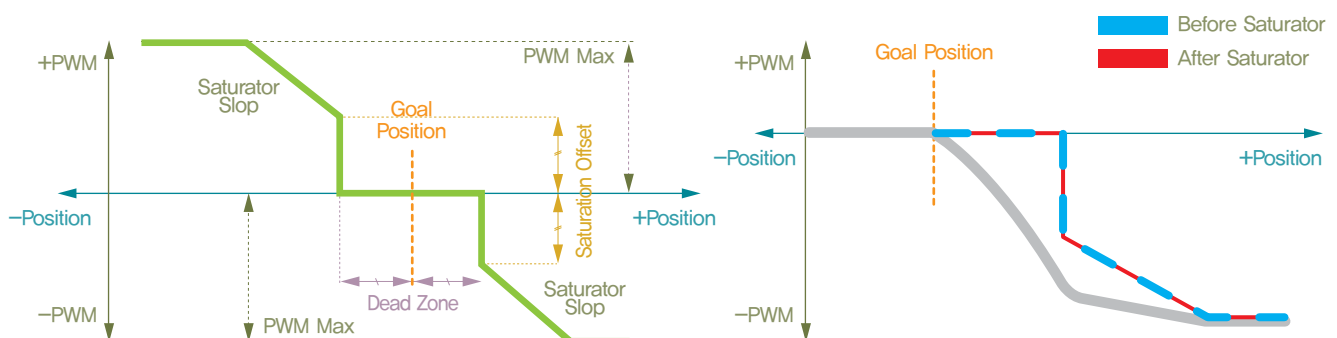 +PWM
Saturator
Slop
Goal
Position
PWM Max
Saturation Offset
−Position
+Position
Dead Zone
Saturator
Slop
−PWM
PWM Max
Before Saturator
After Saturator
Goal Position
+PWM
−Position
+Position
−PWM